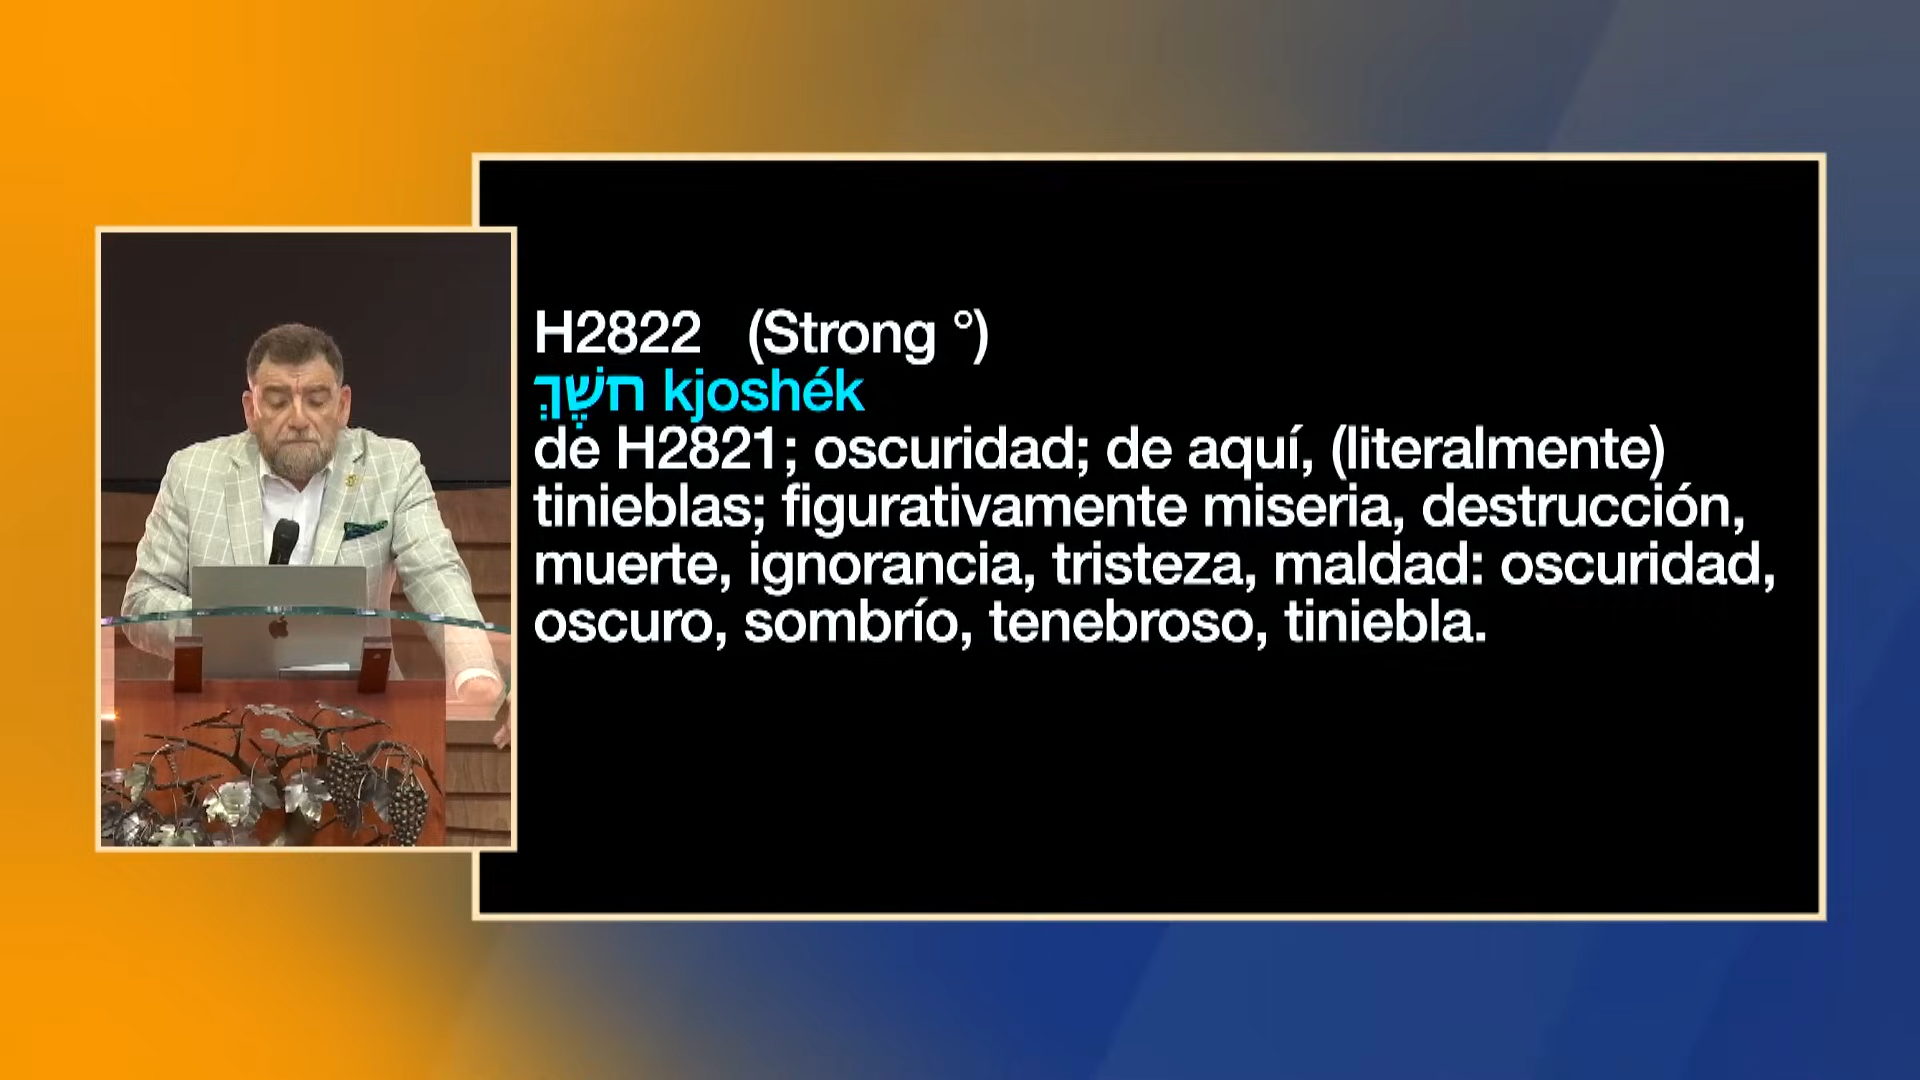 H2822 (Strong °)
חשֶׁךְ kjoshék
de H2821; oscuridad; de aquí, (literalmente)
tinieblas; figurativamente miseria, destrucción,
muerte, ignorancia, tristeza, maldad: oscuridad,
oscuro, sombrío, tenebroso, tiniebla.